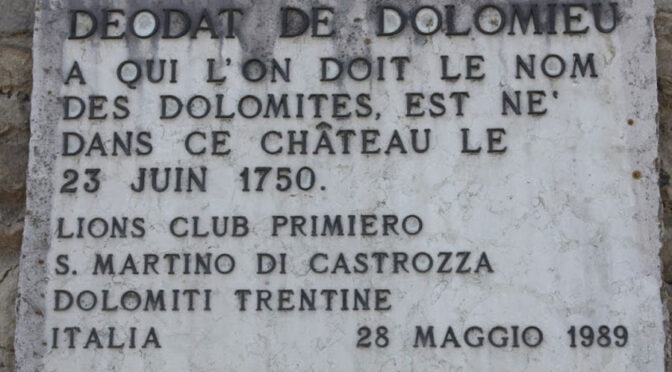 DEODAT DE DOLOMIEU
A QUI L'ON DOIT LE NOM
DES DOLOMITES, EST NE'
DANS CE CHÂTEAU LE
23 JUIN 1750.
LIONS CLUB PRIMIERO
S. MARTINO DI CASTROZZA
DOLOMITI TRENTINE
ITALIA 28 MAGGIO 1989